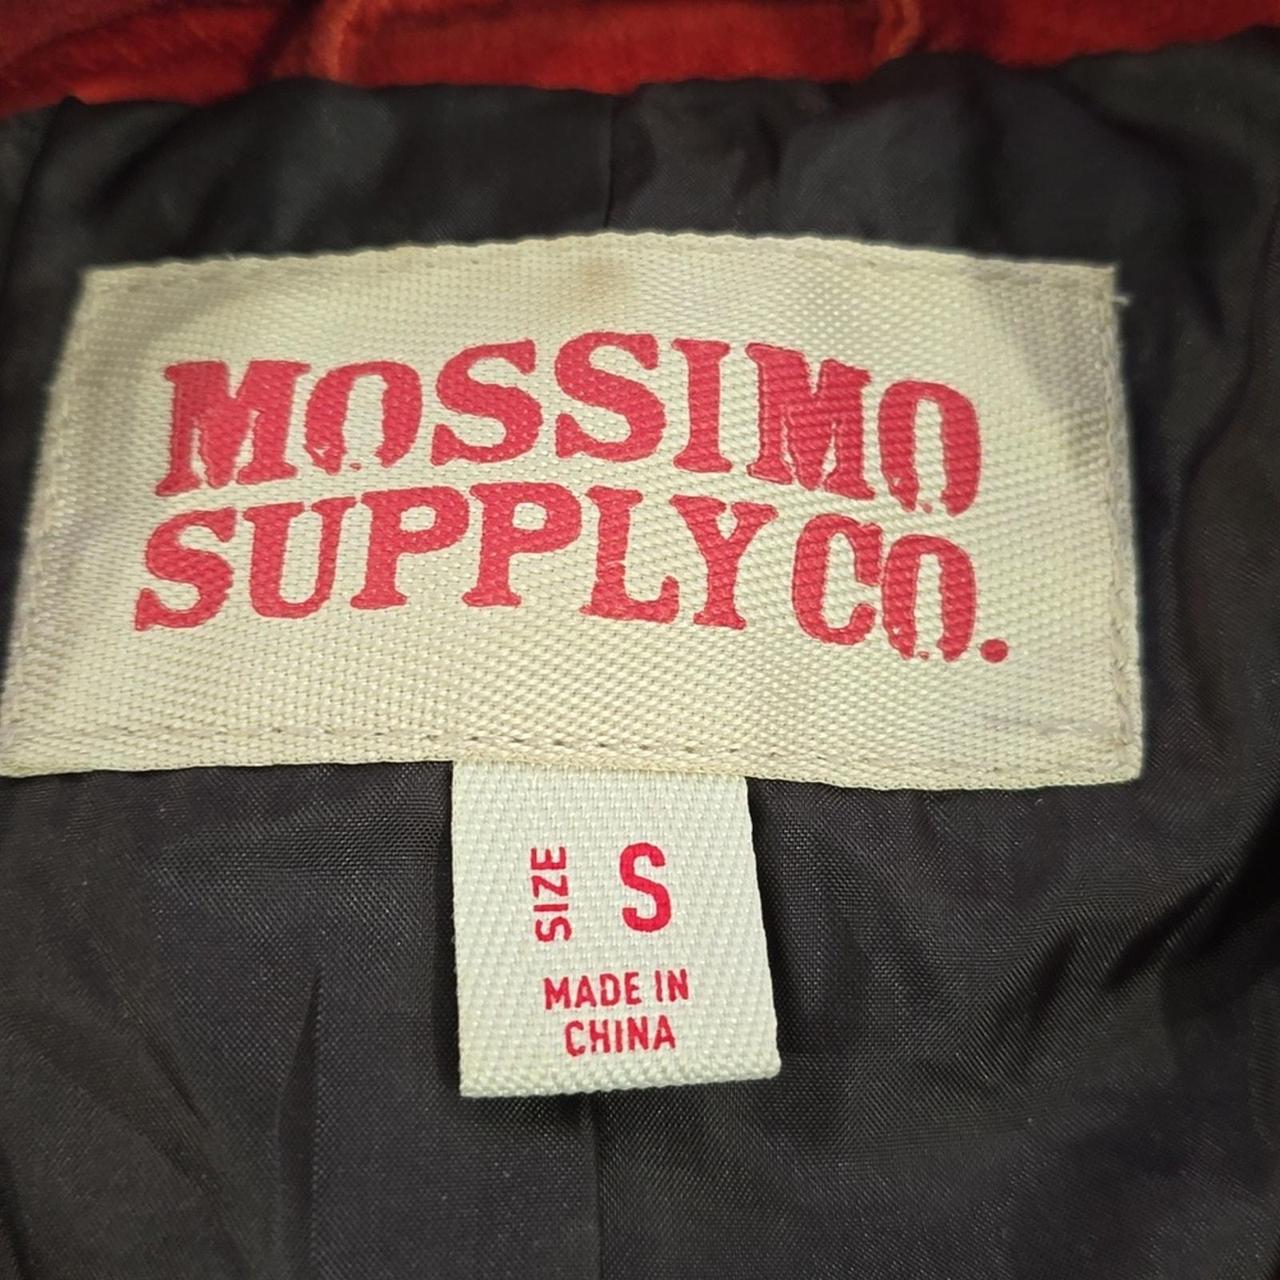 MOSSIMO
SUPPLY CO.
SIZE S
MADE IN
CHINA